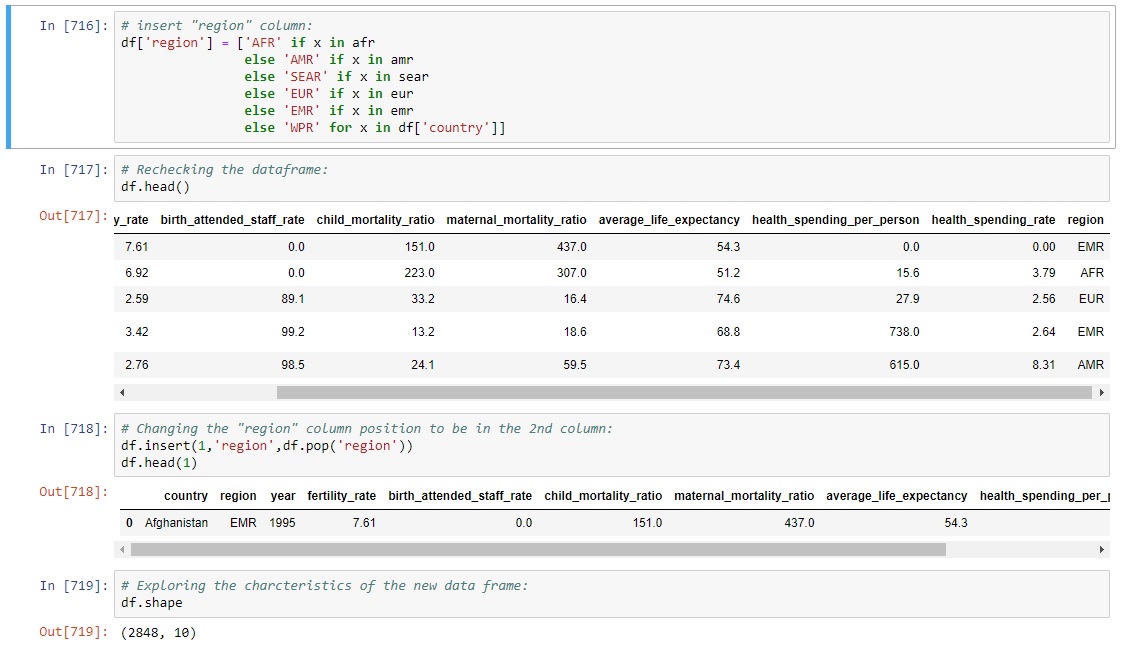 In [716]: # insert "region" column:
df['region'] = ['AFR' if x in afr
else 'AMR' if x in amr
else 'SEAR' if x in sear
else 'EUR' if x in eur
else 'EMR' if x in emr
else 'WPR' for x in df['country']]
In [717]: # Rechecking the dataframe:
df.head()
Out[717]: y_rate birth_attended_staff_rate child_mortality_ratio maternal_mortality_ratio average_life_expectancy health_spending_per_person health_spending_rate region
7.61 0.0 151.0 437.0 54.3 0.0 0.00 EMR
6.92 0.0 223.0 307.0 51.2 15.6 3.79 AFR
2.59 89.1 33.2 16.4 74.6 27.9 2.56 EUR
3.42 99.2 13.2 18.6 68.8 738.0 2.64 EMR
2.76 98.5 24.1 59.5 73.4 615.0 8.31 AMR
In [718]: # Changing the "region" column position to be in the 2nd column:
df.insert(1,'region',df.pop('region'))
df.head(1)
Out[718]: country region year fertility_rate birth_attended_staff_rate child_mortality_ratio maternal_mortality_ratio average_life_expectancy health_spending_per_p
0 Afghanistan EMR 1995 7.61 0.0 151.0 437.0 54.3
In [719]: # Exploring the charcteristics of the new data frame:
df.shape
Out[719]: (2848, 10)